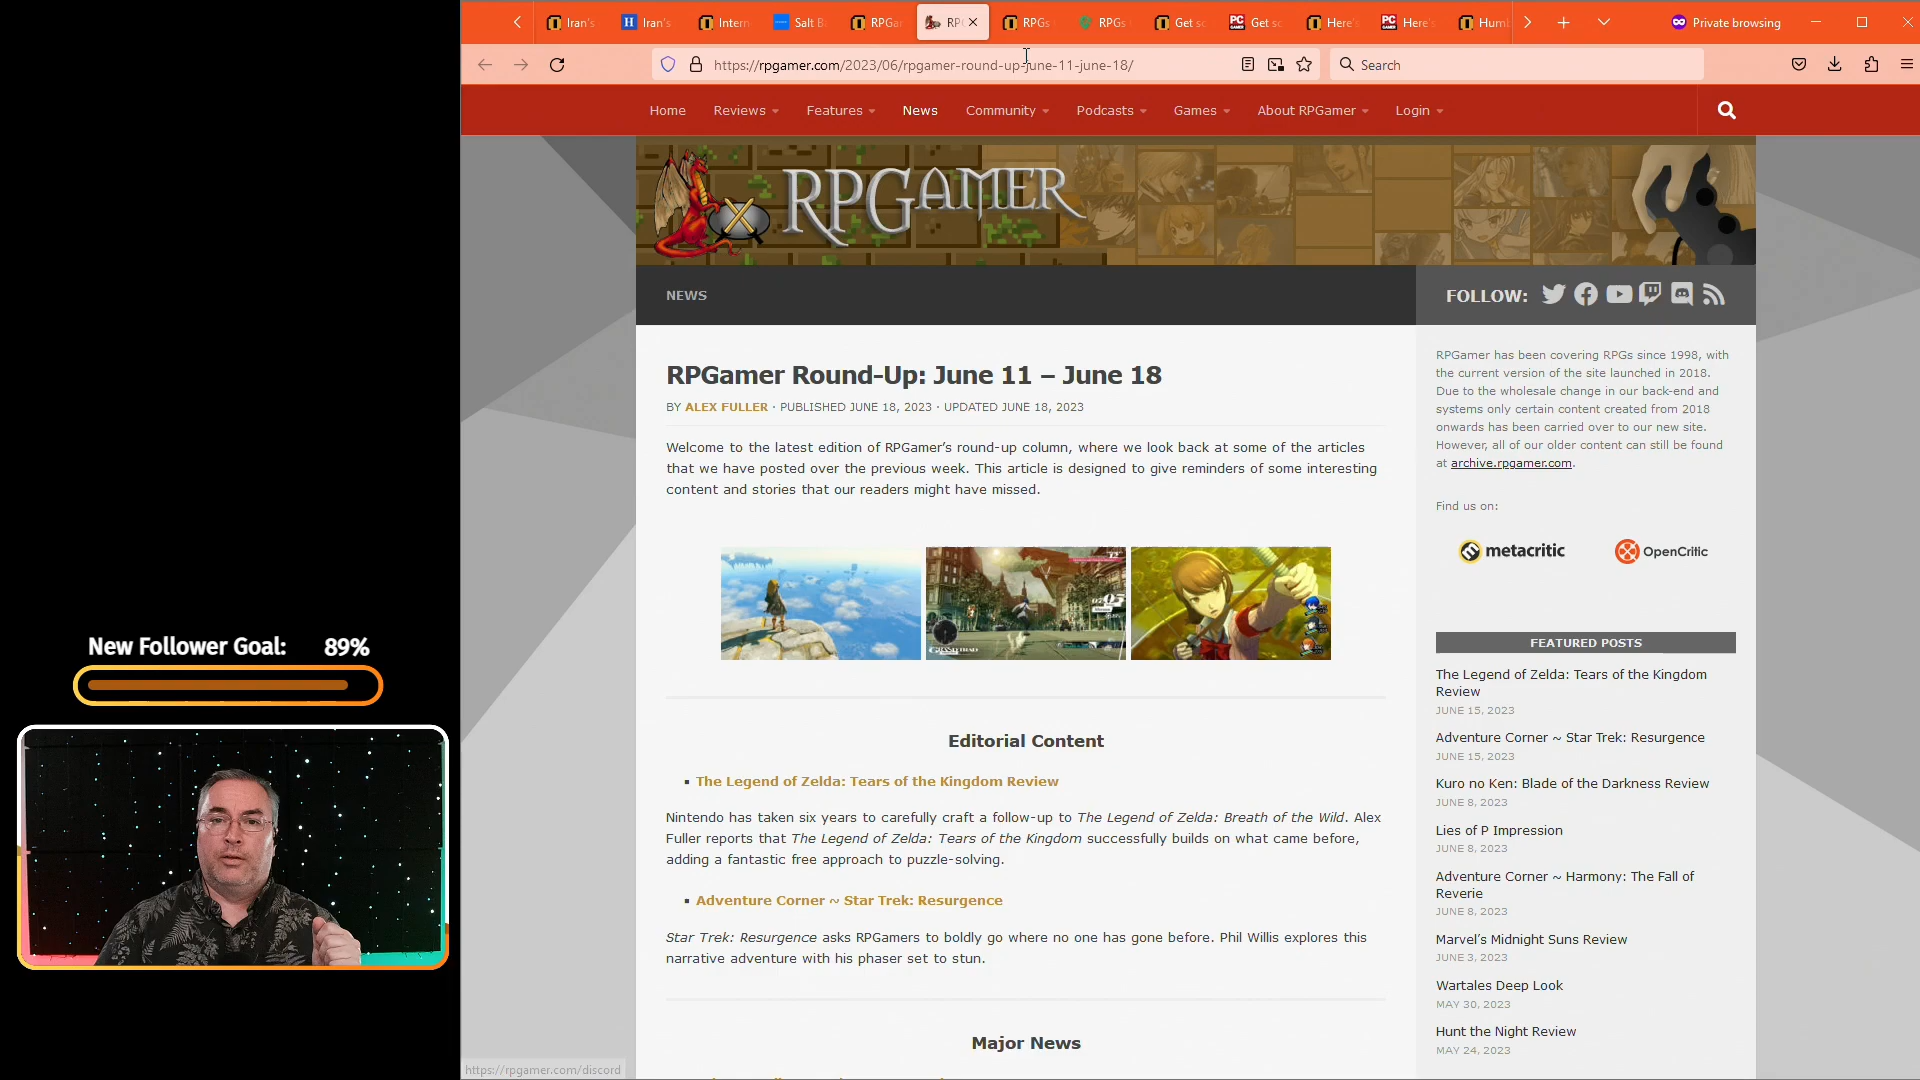 Iran's
Iran's
Intern
Salt B
RPGa
RPG
RPGs
RPGs
Get so
Get so
Here'
Here'
Humb
Private browsing
https://rpgamer.com/2023/06/rpgamer-round-up-june-11-june-18/
Search
Home
Reviews
Features
News
Community
Podcasts
Games
About RPGamer
Login
RPGAMER
NEWS
FOLLOW:
RPGamer Round-Up: June 11 – June 18
BY ALEX FULLER · PUBLISHED JUNE 18, 2023 · UPDATED JUNE 18, 2023
Welcome to the latest edition of RPGamer's round-up column, where we look back at some of the articles
that we have posted over the previous week. This article is designed to give reminders of some interesting
content and stories that our readers might have missed.
Editorial Content
▪ The Legend of Zelda: Tears of the Kingdom Review
Nintendo has taken six years to carefully craft a follow-up to The Legend of Zelda: Breath of the Wild. Alex
Fuller reports that The Legend of Zelda: Tears of the Kingdom successfully builds on what came before,
adding a fantastic free approach to puzzle-solving.
▪ Adventure Corner ~ Star Trek: Resurgence
Star Trek: Resurgence asks RPGamers to boldly go where no one has gone before. Phil Willis explores this
narrative adventure with his phaser set to stun.
Major News
RPGamer has been covering RPGs since 1998, with
the current version of the site launched in 2018.
Due to the wholesale change in our back-end and
systems only certain content created from 2018
onwards has been carried over to our new site.
However, all of our older content can still be found
at archive.rpgamer.com.
Find us on:
metacritic
OpenCritic
FEATURED POSTS
The Legend of Zelda: Tears of the Kingdom
Review
JUNE 15, 2023
Adventure Corner ~ Star Trek: Resurgence
JUNE 15, 2023
Kuro no Ken: Blade of the Darkness Review
JUNE 8, 2023
Lies of P Impression
JUNE 8, 2023
Adventure Corner ~ Harmony: The Fall of
Reverie
JUNE 8, 2023
Marvel's Midnight Suns Review
JUNE 3, 2023
Wartales Deep Look
MAY 30, 2023
Hunt the Night Review
MAY 24, 2023
New Follower Goal: 89%
https://rpgamer.com/discord